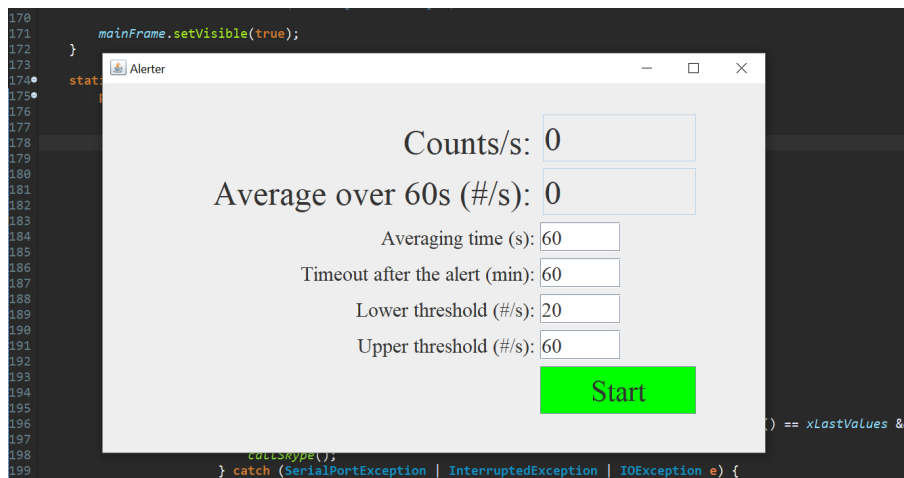 170
171 mainFrame.setVisible(true);
172 }
173
Alerter
174 stat
175
176
177
178
179
180
181
182
183
184
185
186
187
188
189
190
191
192
193
194
195
196 () == xLastValues &
197
198 callSkype();
199 } catch (SerialPortException | InterruptedException | IOException e) {
Counts/s: 0
Average over 60s (#/s): 0
Averaging time (s): 60
Timeout after the alert (min): 60
Lower threshold (#/s): 20
Upper threshold (#/s): 60
Start